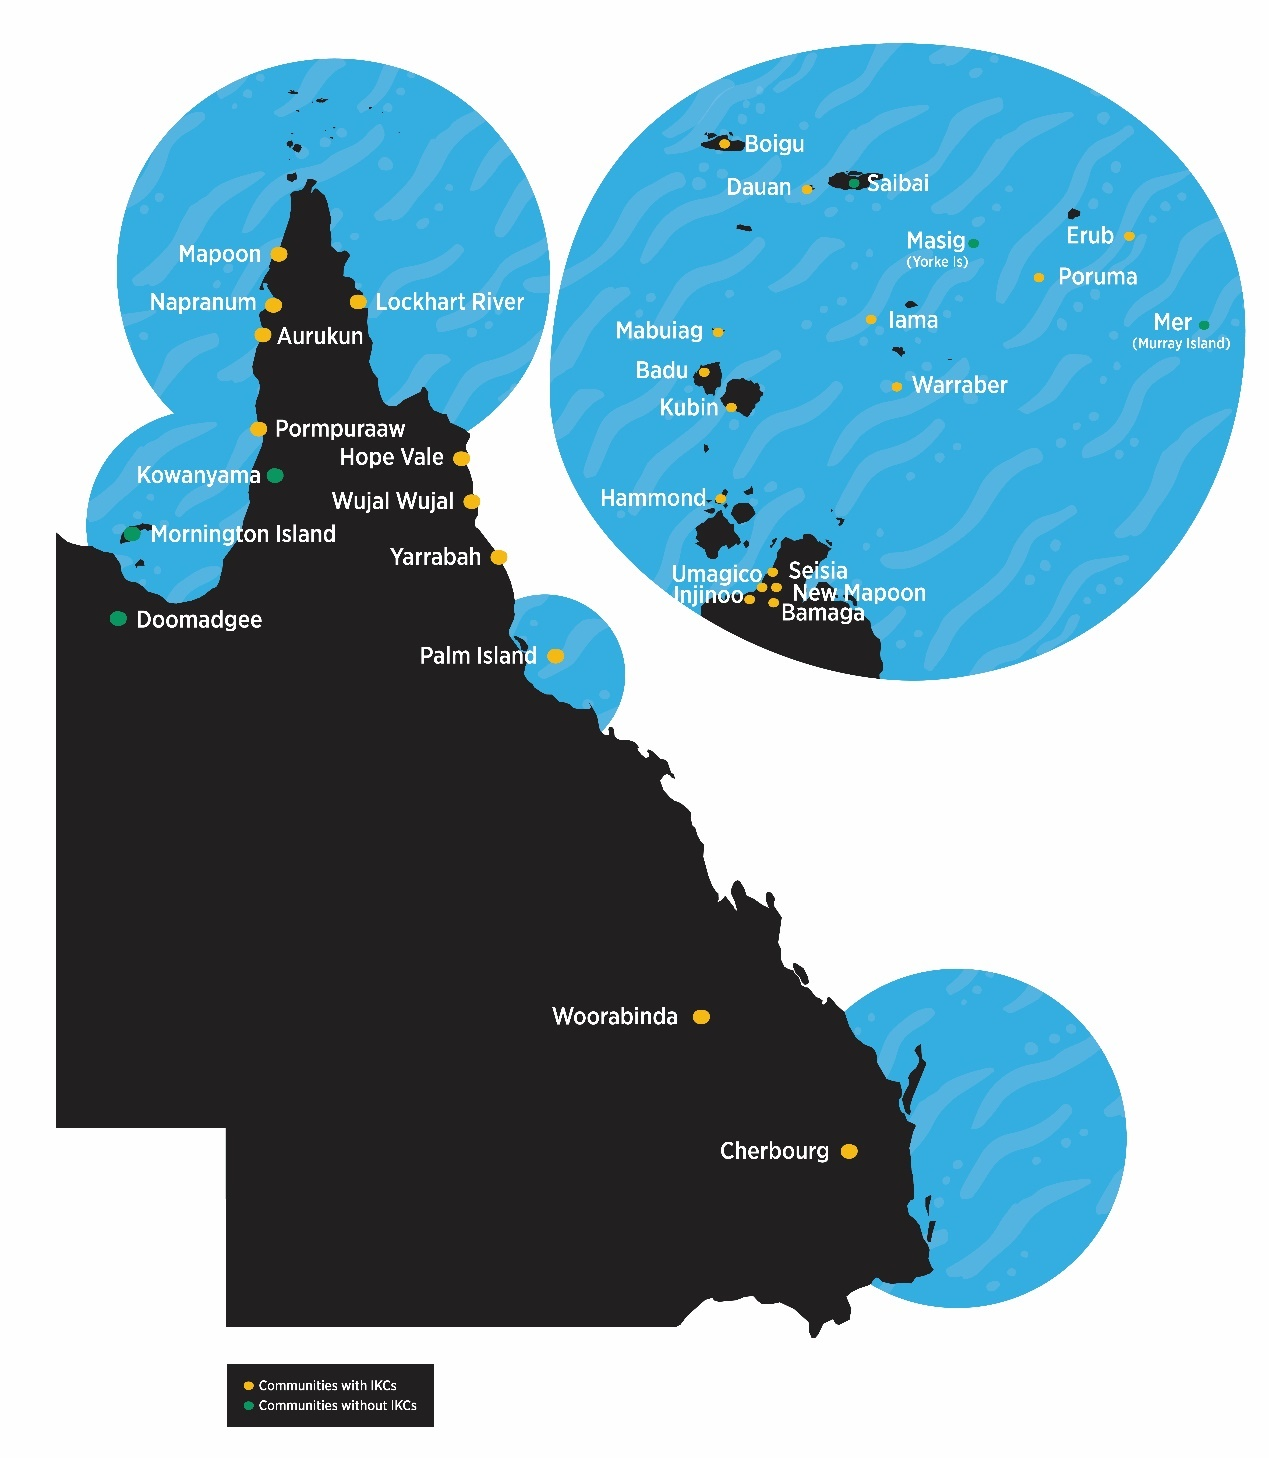 Boigu
Dauan
Saibai
Masig
(Yorke Is)
Erub
Poruma
Iama
Mer
(Murray Island)
Mabuiag
Badu
Kubin
Warraber
Hammond
Umagico
Seisia
Injinoo
New Mapoon
Bamaga
Mapoon
Napranum
Lockhart River
Aurukun
Pormpuraaw
Hope Vale
Kowanyama
Wujal Wujal
Mornington Island
Yarrabah
Doomadgee
Palm Island
Woorabinda
Cherbourg
Communities with IKCs
Communities without IKCs